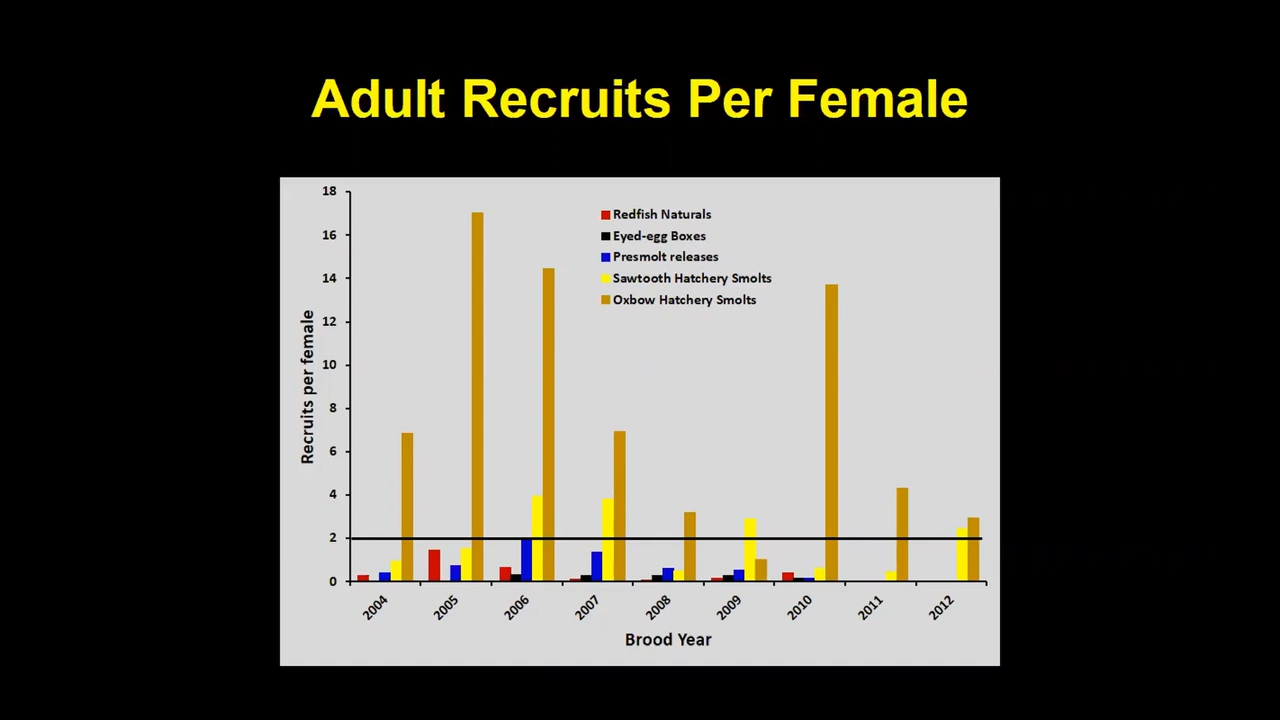 Adult Recruits Per Female
18
16
14
12
10
8
6
4
2
0
Recruits per female
Redfish Naturals
Eyed-egg Boxes
Presmolt releases
Sawtooth Hatchery Smolts
Oxbow Hatchery Smolts
2004
2005
2006
2007
2008
2009
2010
2011
2012
Brood Year